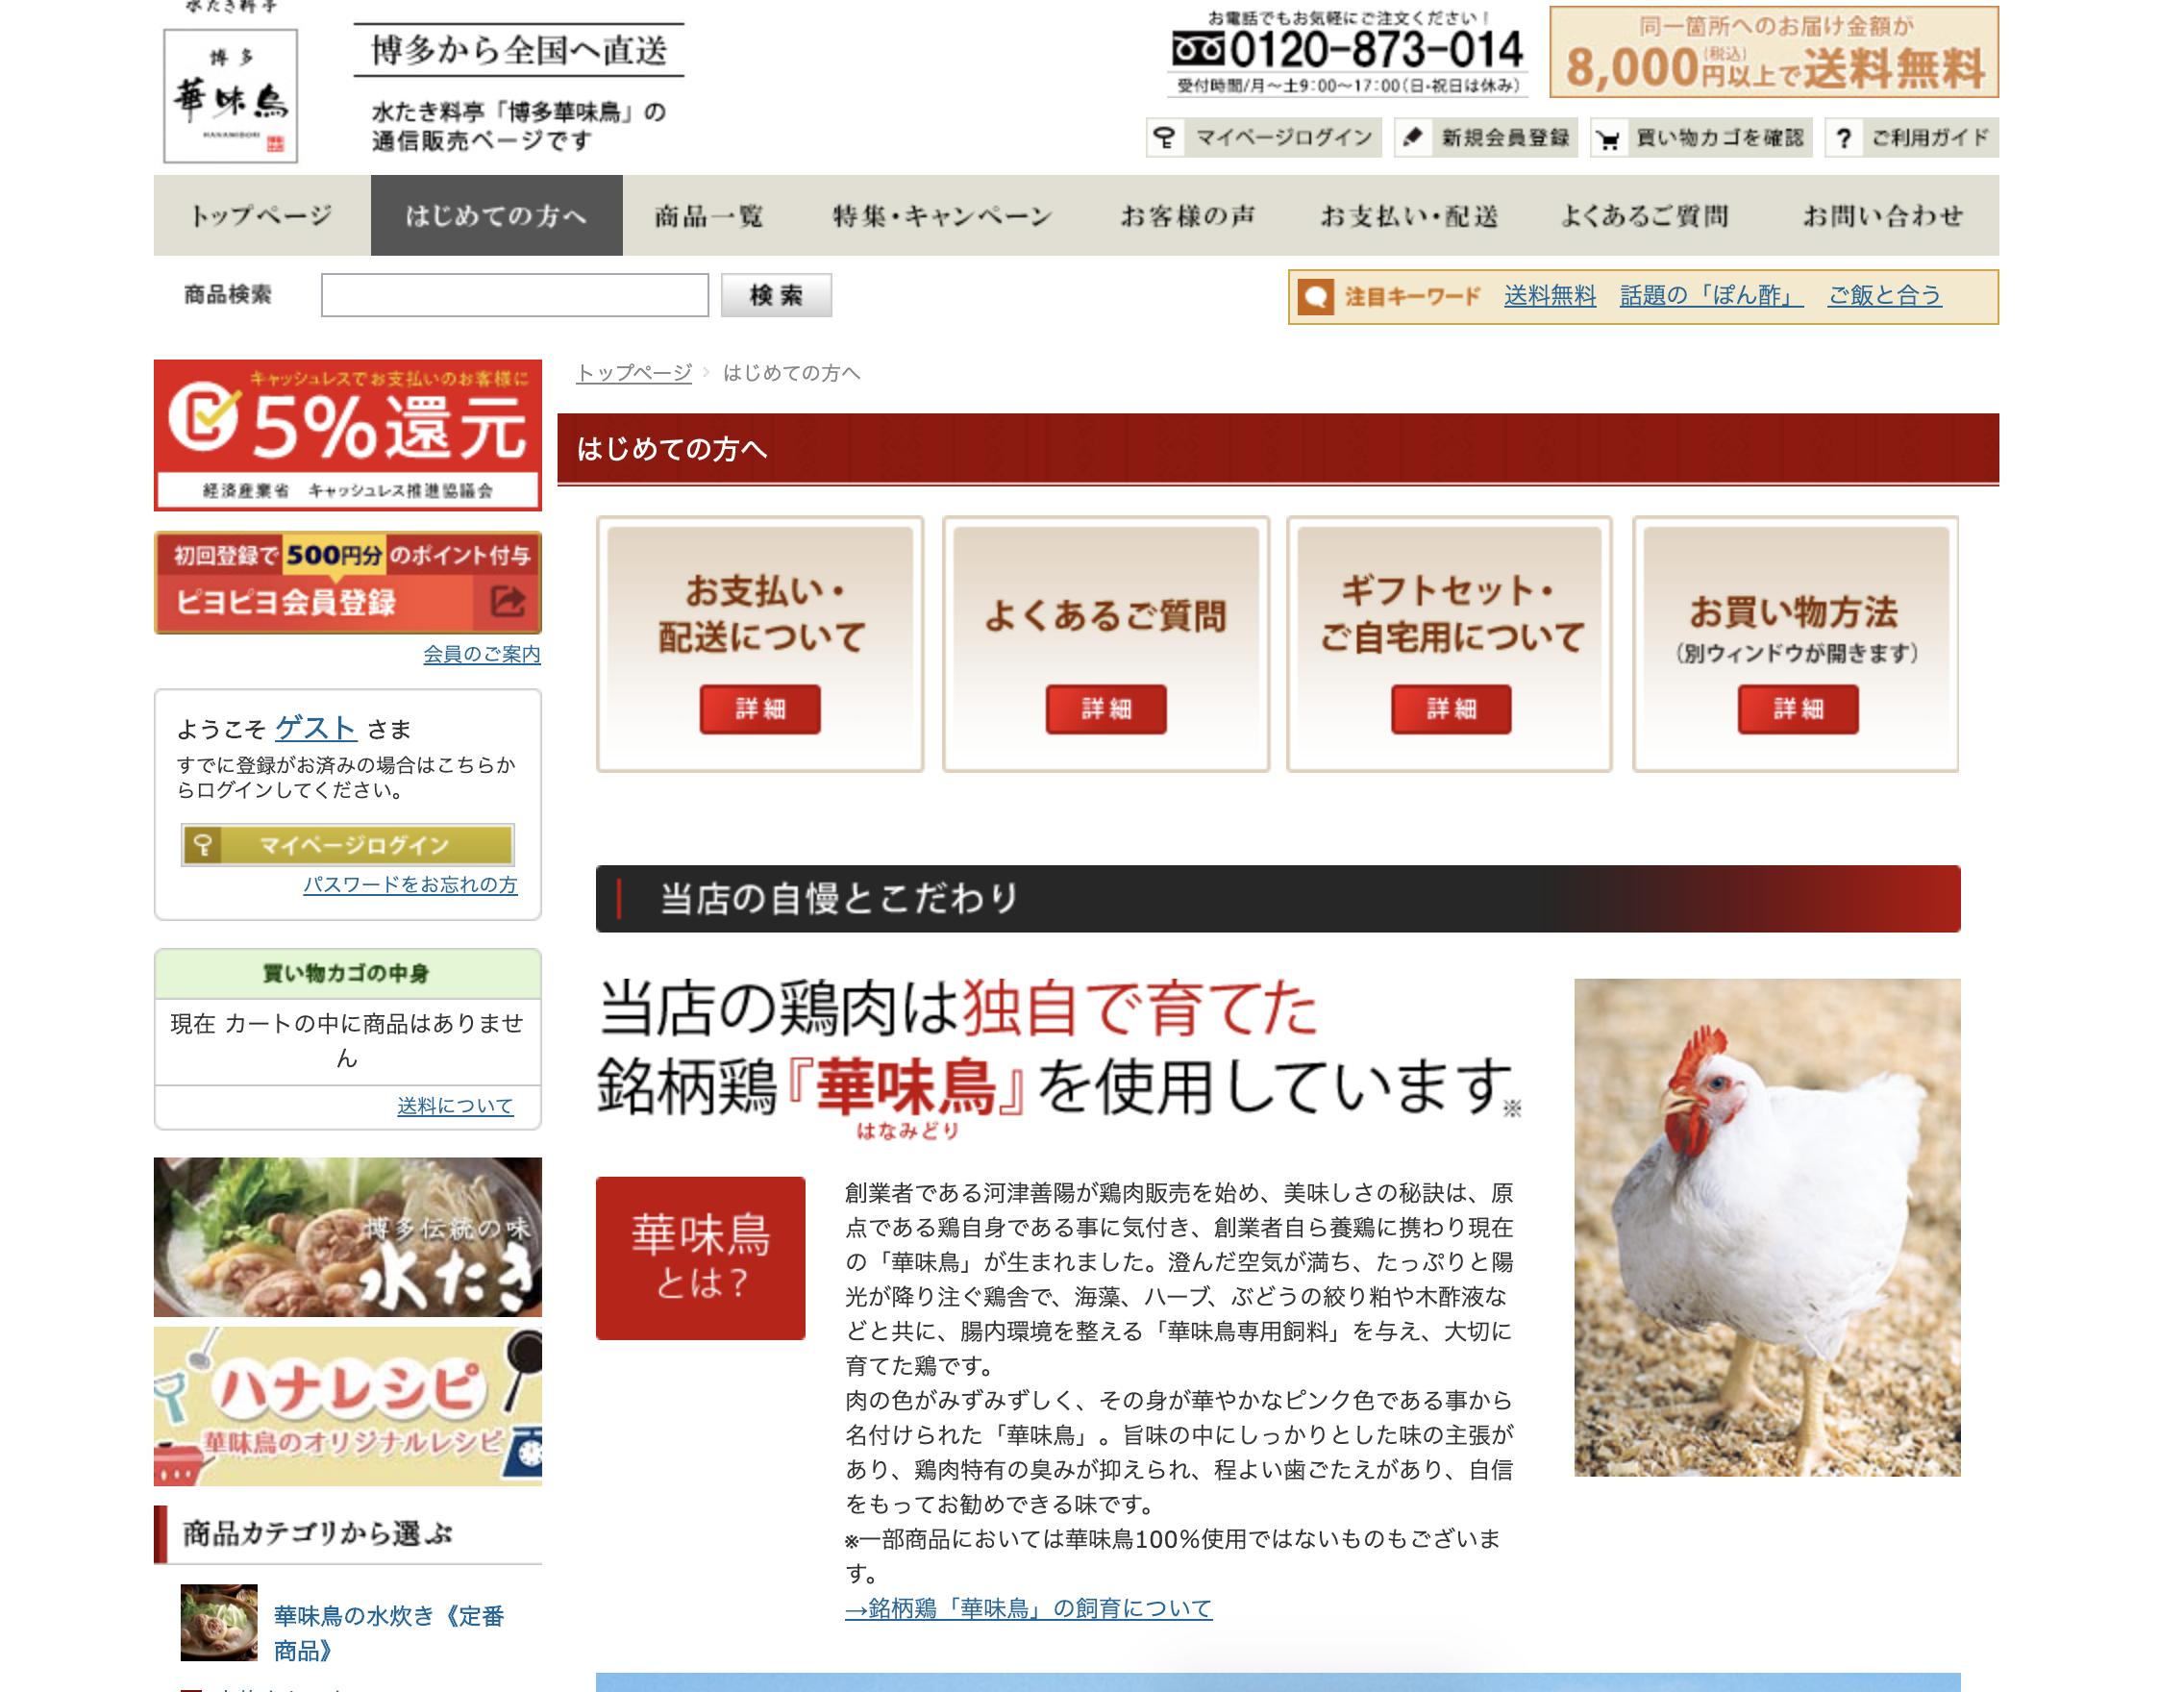 水たき料亭
博多
華味鳥
HANAMIDORI
博多から全国へ直送
水たき料亭「博多華味鳥」の
通信販売ページです
お電話でもお気軽にご注文ください！
0120-873-014
受付時間/月～土9:00～17:00(日・祝日は休み)
同一箇所へのお届け金額が
8,000円(税込)以上で送料無料
マイページログイン
新規会員登録
買い物カゴを確認
? ご利用ガイド
トップページ はじめての方へ 商品一覧 特集・キャンペーン お客様の声 お支払い・配送 よくあるご質問 お問い合わせ
商品検索
検索
注目キーワード 送料無料 話題の「ぽん酢」 ご飯と合う
キャッシュレスでお支払いのお客様に
5%還元
経済産業省 キャッシュレス推進協議会
初回登録で500円分のポイント付与
ピヨピヨ会員登録
会員のご案内
ようこそ ゲスト さま
すでに登録がお済みの場合はこちらか
らログインしてください。
マイページログイン
パスワードをお忘れの方
買い物カゴの中身
現在 カートの中に商品はありませ
ん
送料について
博多伝統の味
水たき
ハナレシピ
華味鳥のオリジナルレシピ
商品カテゴリから選ぶ
華味鳥の水炊き《定番
商品》
トップページ › はじめての方へ
はじめての方へ
お支払い・
配送について
詳細
よくあるご質問
詳細
ギフトセット・
ご自宅用について
詳細
お買い物方法
(別ウィンドウが開きます)
詳細
当店の自慢とこだわり
当店の鶏肉は独自で育てた
銘柄鶏『華味鳥』を使用しています※
はなみどり
華味鳥
とは？
創業者である河津善陽が鶏肉販売を始め、美味しさの秘訣は、原
点である鶏自身である事に気付き、創業者自ら養鶏に携わり現在
の「華味鳥」が生まれました。澄んだ空気が満ち、たっぷりと陽
光が降り注ぐ鶏舎で、海藻、ハーブ、ぶどうの絞り粕や木酢液な
どと共に、腸内環境を整える「華味鳥専用飼料」を与え、大切に
育てた鶏です。
肉の色がみずみずしく、その身が華やかなピンク色である事から
名付けられた「華味鳥」。旨味の中にしっかりとした味の主張が
あり、鶏肉特有の臭みが抑えられ、程よい歯ごたえがあり、自信
をもってお勧めできる味です。
※一部商品においては華味鳥100％使用ではないものもございま
す。
→銘柄鶏「華味鳥」の飼育について